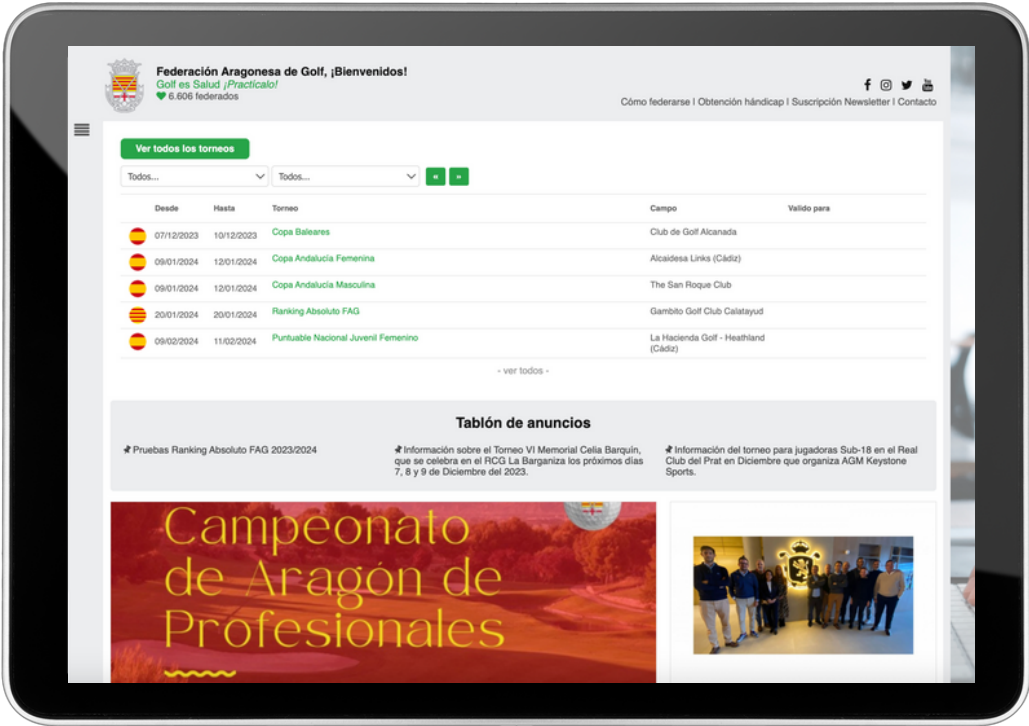 Federación Aragonesa de Golf, ¡Bienvenidos!
Golf es Salud ¡Practícalo!
6.606 federados
Cómo federarse I Obtención hándicap I Suscripción Newsletter I Contacto
Ver todos los torneos
Todos... Todos... « »
Desde Hasta Torneo Campo Valido para
07/12/2023 10/12/2023 Copa Baleares Club de Golf Alcanada
09/01/2024 12/01/2024 Copa Andalucía Femenina Alcaidesa Links (Cádiz)
09/01/2024 12/01/2024 Copa Andalucía Masculina The San Roque Club
20/01/2024 20/01/2024 Ranking Absoluto FAG Gambito Golf Club Calatayud
09/02/2024 11/02/2024 Puntuable Nacional Juvenil Femenino La Hacienda Golf - Heathland
(Cádiz)
- ver todos -
Tablón de anuncios
Pruebas Ranking Absoluto FAG 2023/2024
Información sobre el Torneo VI Memorial Celia Barquín,
que se celebra en el RCG La Barganiza los próximos días
7, 8 y 9 de Diciembre del 2023.
Información del torneo para jugadoras Sub-18 en el Real
Club del Prat en Diciembre que organiza AGM Keystone
Sports.
Campeonato
de Aragón de
Profesionales